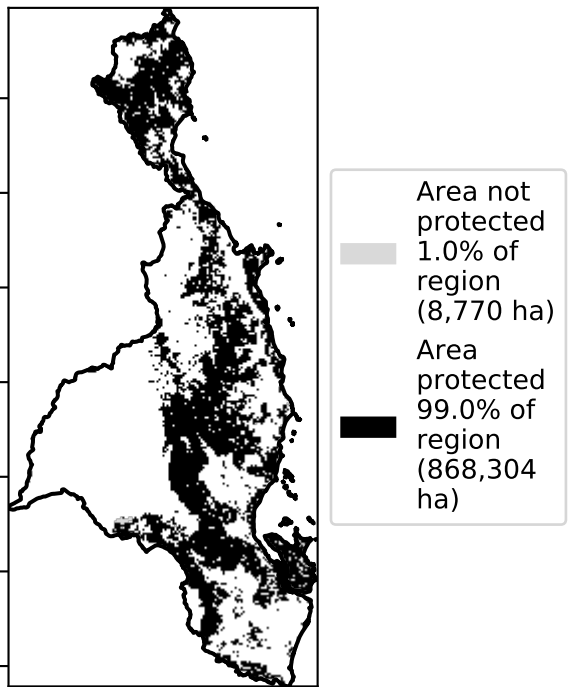 Area not
protected
1.0% of
region
(8,770 ha)
Area
protected
99.0% of
region
(868,304
ha)